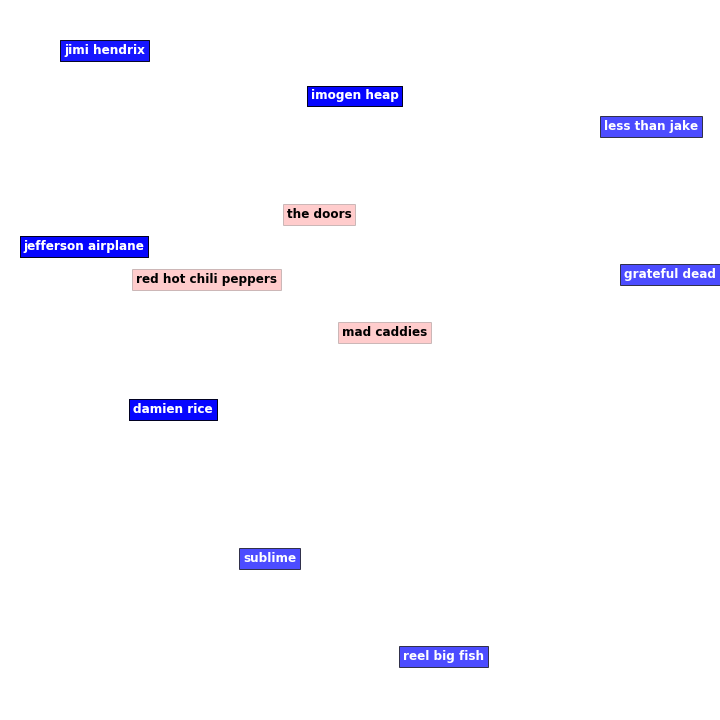 jimi hendrix
imogen heap
less than jake
the doors
jefferson airplane
grateful dead
red hot chili peppers
mad caddies
damien rice
sublime
reel big fish